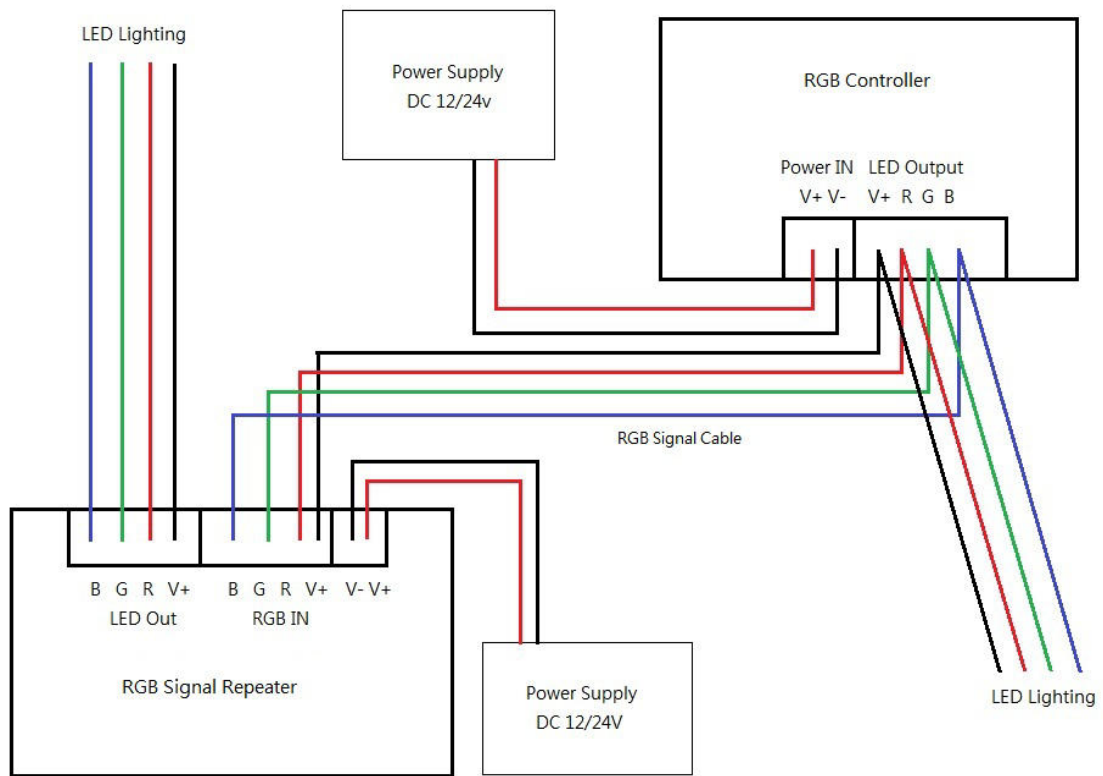 LED Lighting
Power Supply
DC 12/24v
RGB Controller
Power IN LED Output
V+ V- V+ R G B
RGB Signal Cable
B G R V+ B G R V+ V- V+
LED Out RGB IN
RGB Signal Repeater
Power Supply
DC 12/24V
LED Lighting